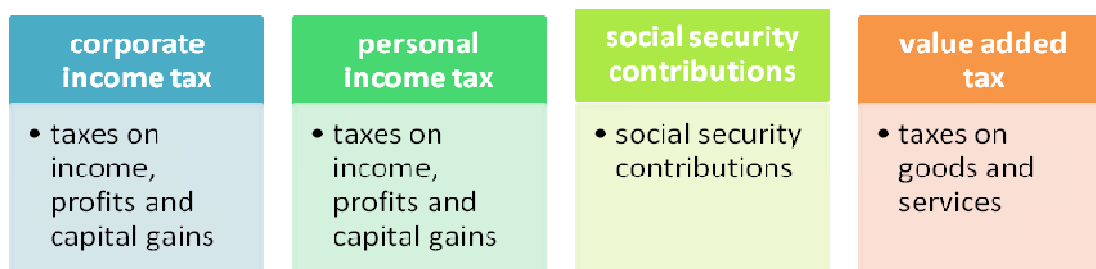 corporate
income tax
• taxes on
income,
profits and
capital gains
personal
income tax
• taxes on
income,
profits and
capital gains
social security
contributions
• social security
contributions
value added
tax
• taxes on
goods and
services